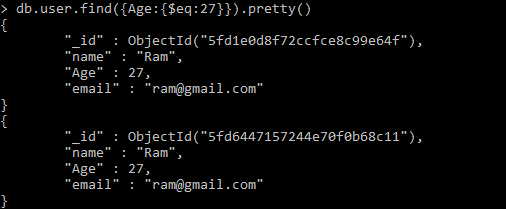 > db.user.find({Age:{$eq:27}}).pretty()
{
"_id" : ObjectId("5fd1e0d8f72ccfce8c99e64f"),
"name" : "Ram",
"Age" : 27,
"email" : "ram@gmail.com"
}
{
"_id" : ObjectId("5fd6447157244e70f0b68c11"),
"name" : "Ram",
"Age" : 27,
"email" : "ram@gmail.com"
}